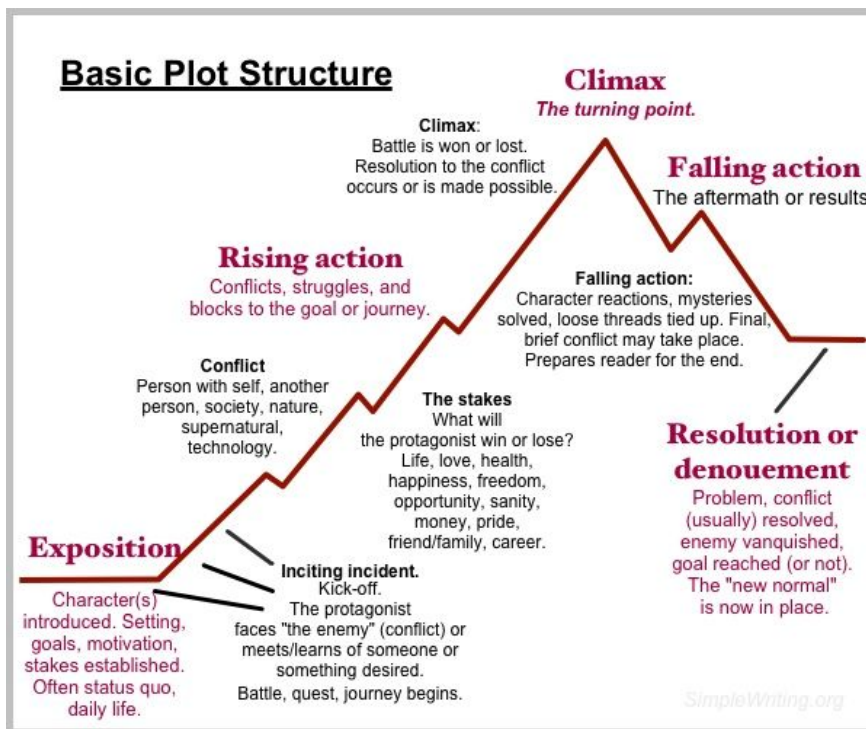 Basic Plot Structure
Climax
The turning point.
Climax:
Battle is won or lost.
Resolution to the conflict
occurs or is made possible.
Falling action
The aftermath or results
Rising action
Conflicts, struggles, and
blocks to the goal or journey.
Falling action:
Character reactions, mysteries
solved, loose threads tied up. Final,
brief conflict may take place.
Prepares reader for the end.
Conflict
Person with self, another
person, society, nature,
supernatural,
technology.
The stakes
What will
the protagonist win or lose?
Life, love, health,
happiness, freedom,
opportunity, sanity,
money, pride,
friend/family, career.
Resolution or
denouement
Problem, conflict
(usually) resolved,
enemy vanquished,
goal reached (or not).
The "new normal"
is now in place.
Exposition
Character(s)
introduced. Setting,
goals, motivation,
stakes established.
Often status quo,
daily life.
Inciting incident.
Kick-off.
The protagonist
faces "the enemy" (conflict) or
meets/learns of someone or
something desired.
Battle, quest, journey begins.
SimpleWriting.org